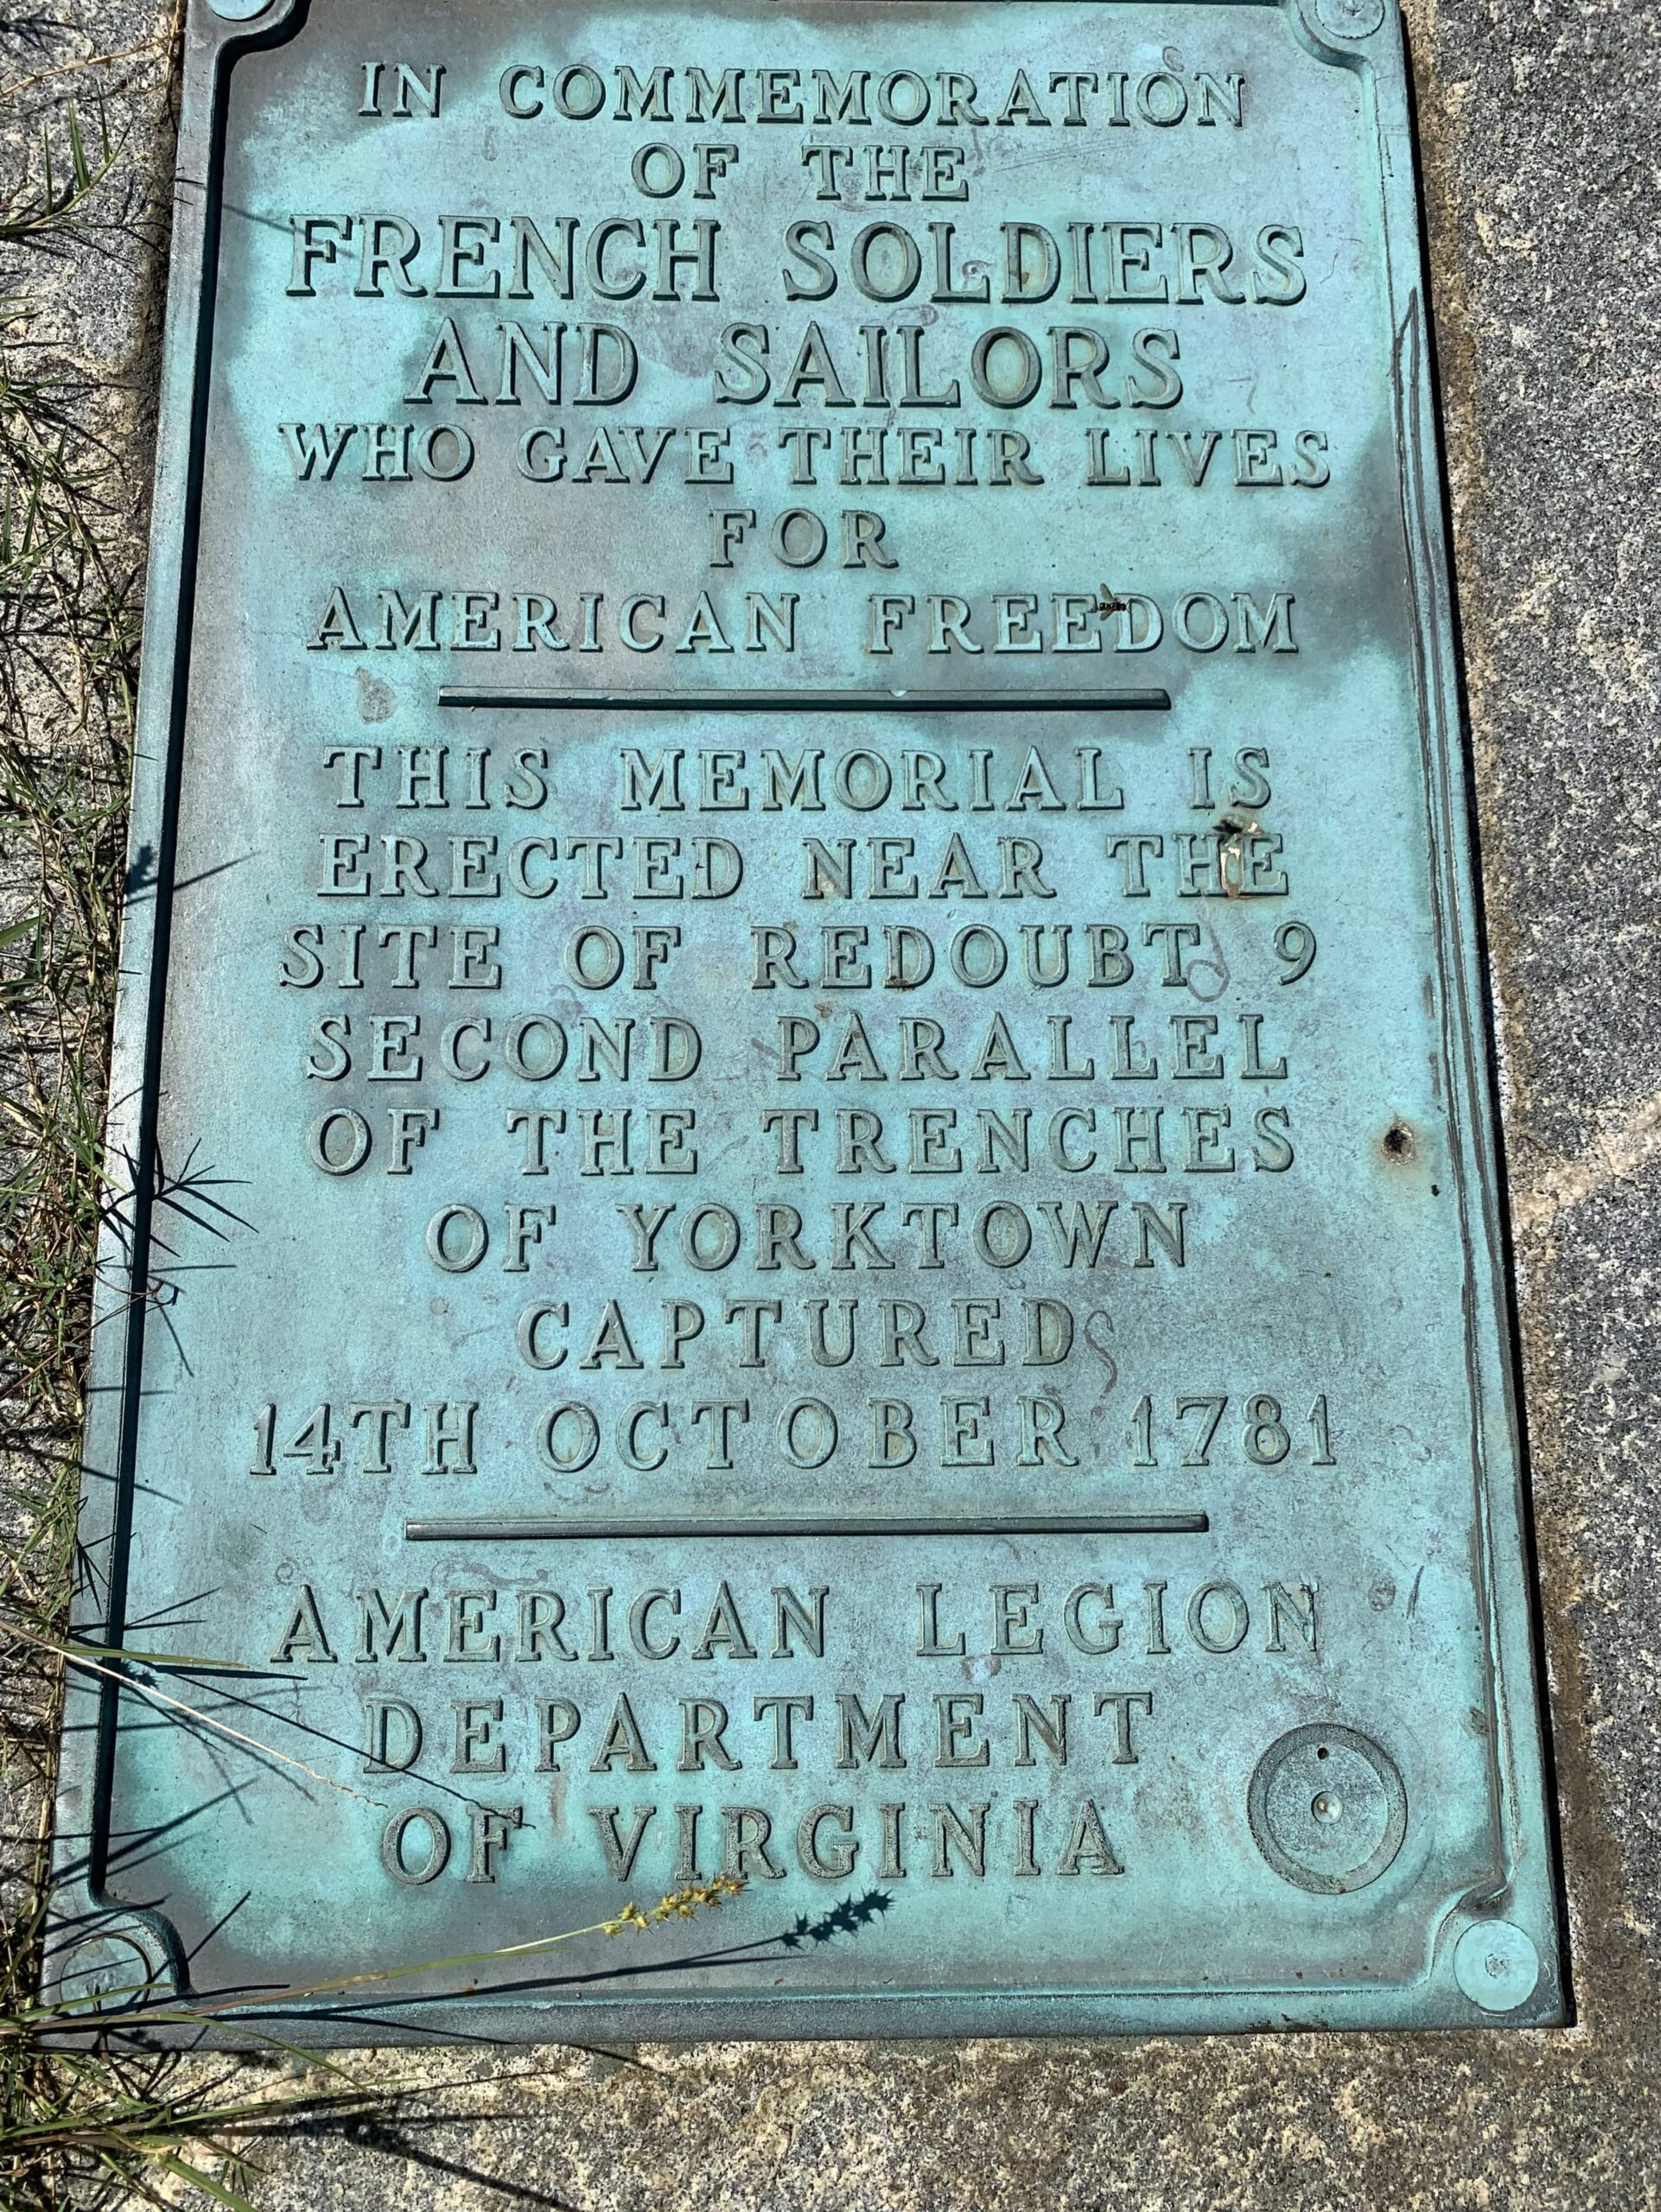 IN COMMEMORATION
OF THE
FRENCH SOLDIERS
AND SAILORS
WHO GAVE THEIR LIVES
FOR
AMERICAN FREEDOM
THIS MEMORIAL IS
ERECTED NEAR THE
SITE OF REDOUBT 9
SECOND PARALLEL
OF THE TRENCHES
OF YORKTOWN
CAPTURED
14TH OCTOBER 1781
AMERICAN LEGION
DEPARTMENT
OF VIRGINIA